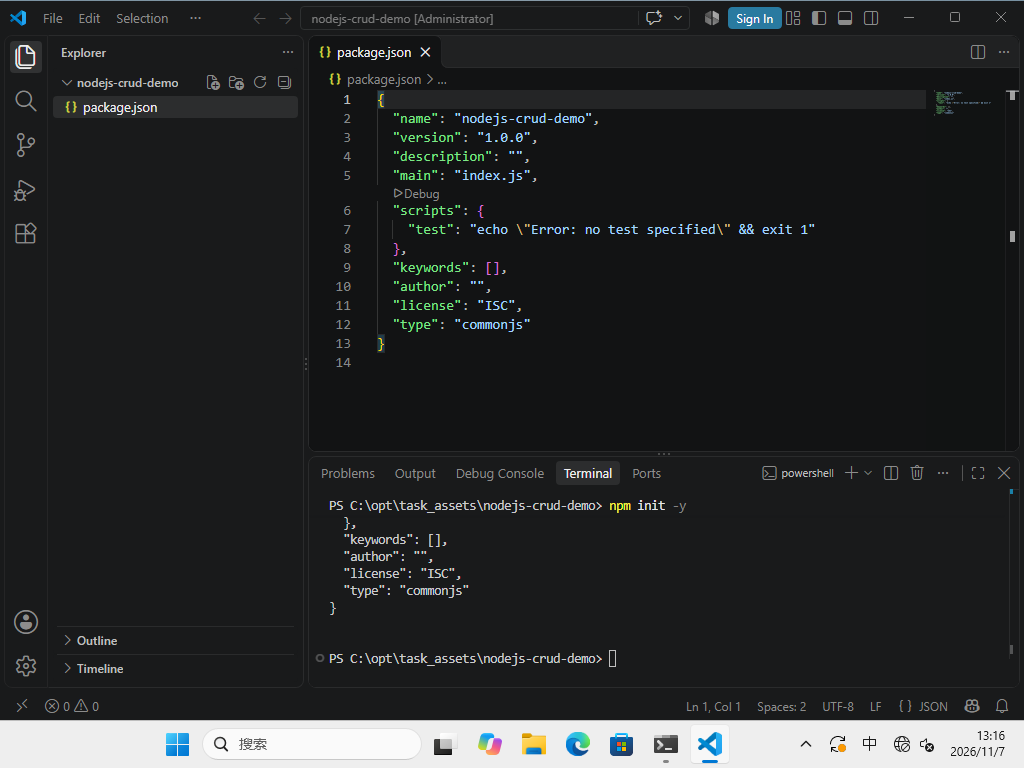 File Edit Selection ···
nodejs-crud-demo [Administrator]
Sign In
Explorer
nodejs-crud-demo
{} package.json
{} package.json
{} package.json > ...
1 {
2 "name": "nodejs-crud-demo",
3 "version": "1.0.0",
4 "description": "",
5 "main": "index.js",
Debug
6 "scripts": {
7 "test": "echo \"Error: no test specified\" && exit 1"
8 },
9 "keywords": [],
10 "author": "",
11 "license": "ISC",
12 "type": "commonjs"
13 }
14
Problems Output Debug Console Terminal Ports
powershell
PS C:\opt\task_assets\nodejs-crud-demo> npm init -y
},
"keywords": [],
"author": "",
"license": "ISC",
"type": "commonjs"
}
PS C:\opt\task_assets\nodejs-crud-demo>
Outline
Timeline
0 0
Ln 1, Col 1 Spaces: 2 UTF-8 LF {} JSON
搜索
中
13:16
2026/11/7